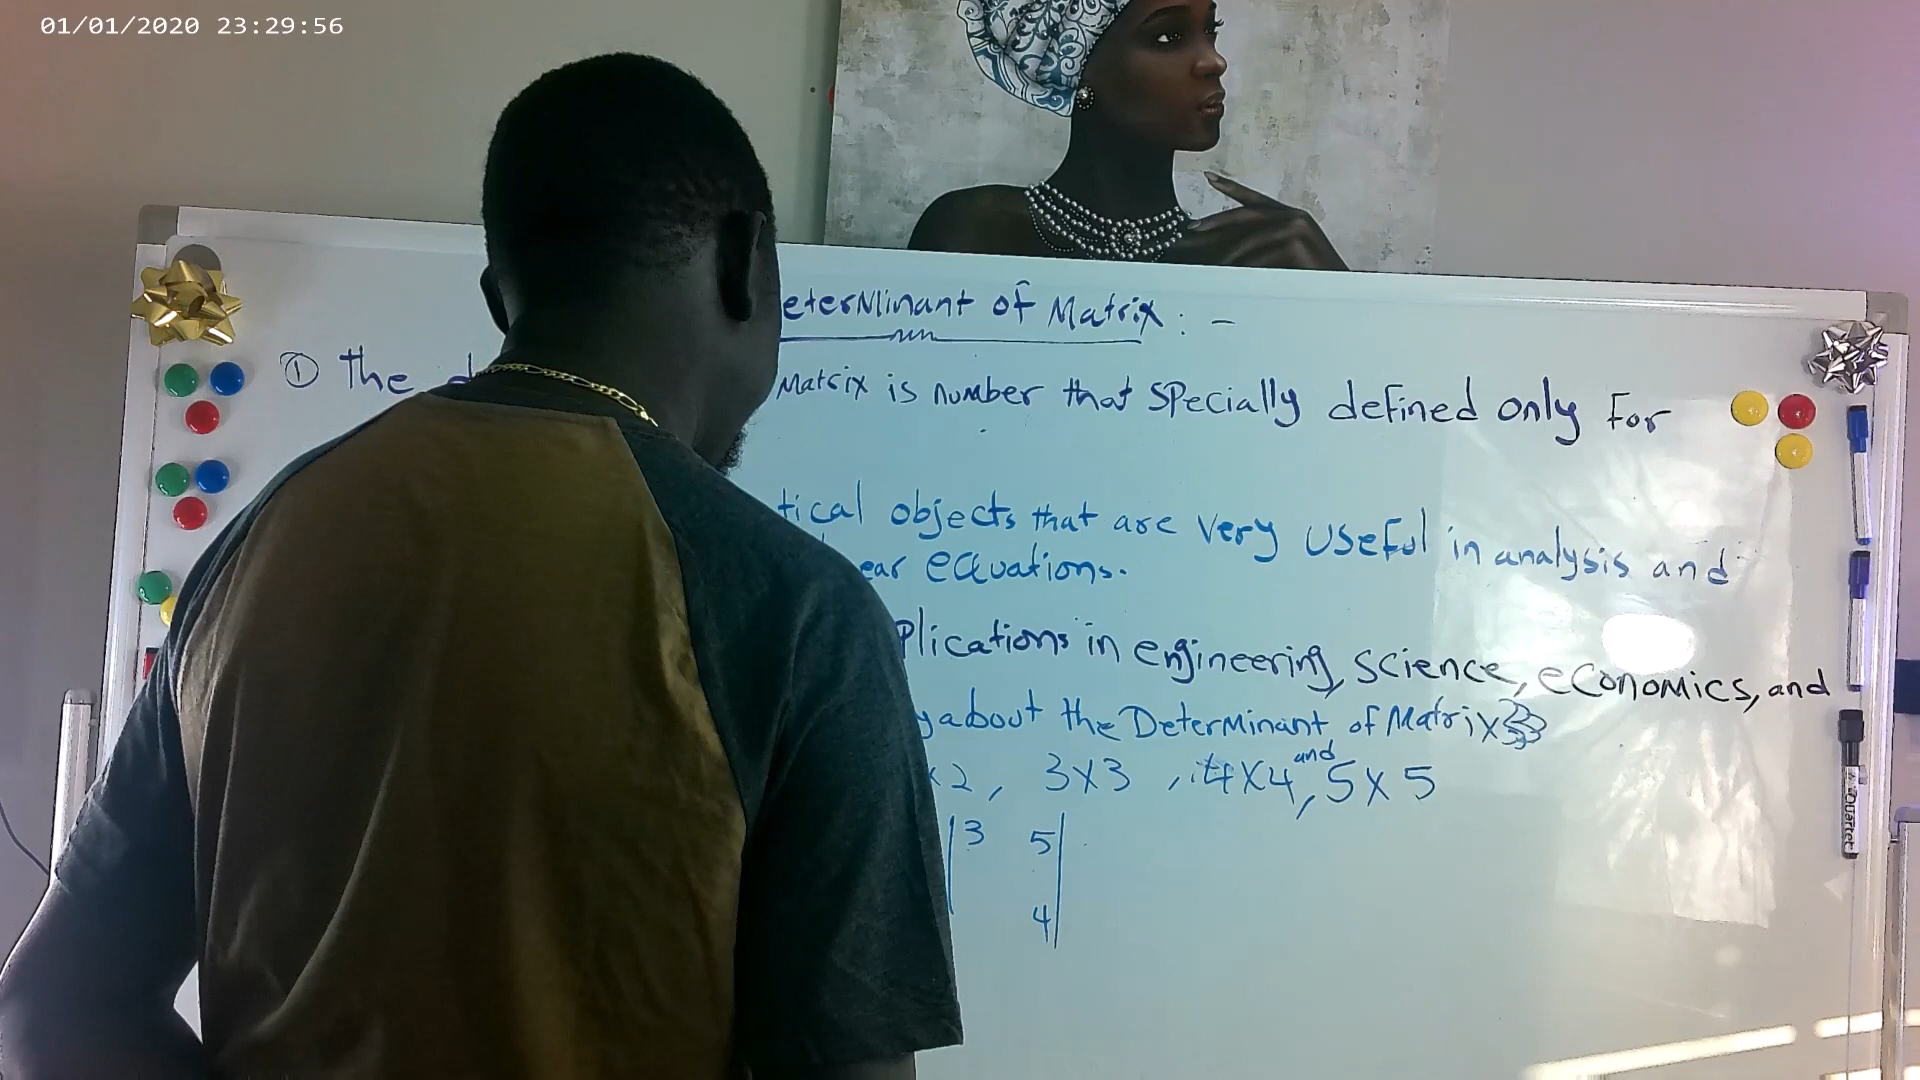 01/01/2020 23:29:56
eterminant of Matrix : -
① The d Matrix is number that specially defined only for
tical objects that are very useful in analysis and
ear equations.
plications in engineering, science, economics, and
y about the Determinant of Matrix
x2, 3x3, 4x4, and 5x5
3 5
4
Quartet